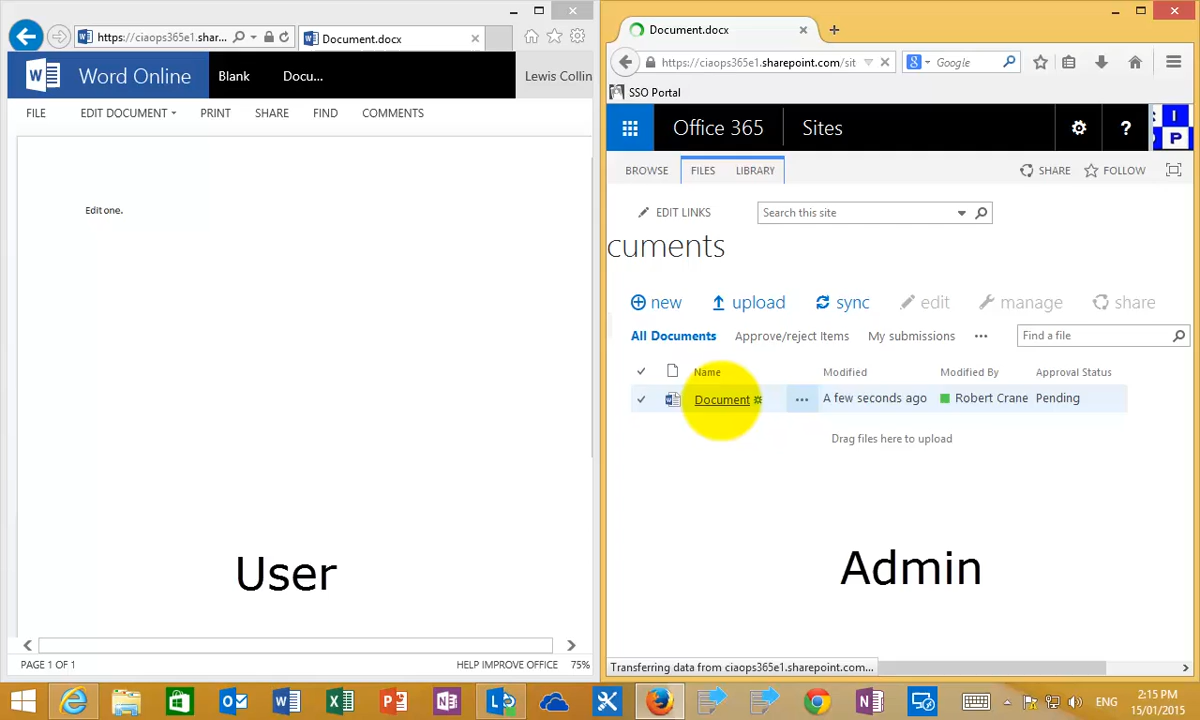 https://ciaops365e1.shar...
Document.docx
Word Online
Blank
Docu...
Lewis Collin
FILE
EDIT DOCUMENT
PRINT
SHARE
FIND
COMMENTS
Edit one.
User
PAGE 1 OF 1
HELP IMPROVE OFFICE
75%
Document.docx
https://ciaops365e1.sharepoint.com/sit
Google
SSO Portal
Office 365
Sites
?
I
P
BROWSE
FILES
LIBRARY
SHARE
FOLLOW
EDIT LINKS
Search this site
cuments
new
upload
sync
edit
manage
share
All Documents
Approve/reject Items
My submissions
...
Find a file
Name
Modified
Modified By
Approval Status
Document
...
A few seconds ago
Robert Crane
Pending
Drag files here to upload
Admin
Transferring data from ciaops365e1.sharepoint.com...
ENG
2:15 PM
15/01/2015